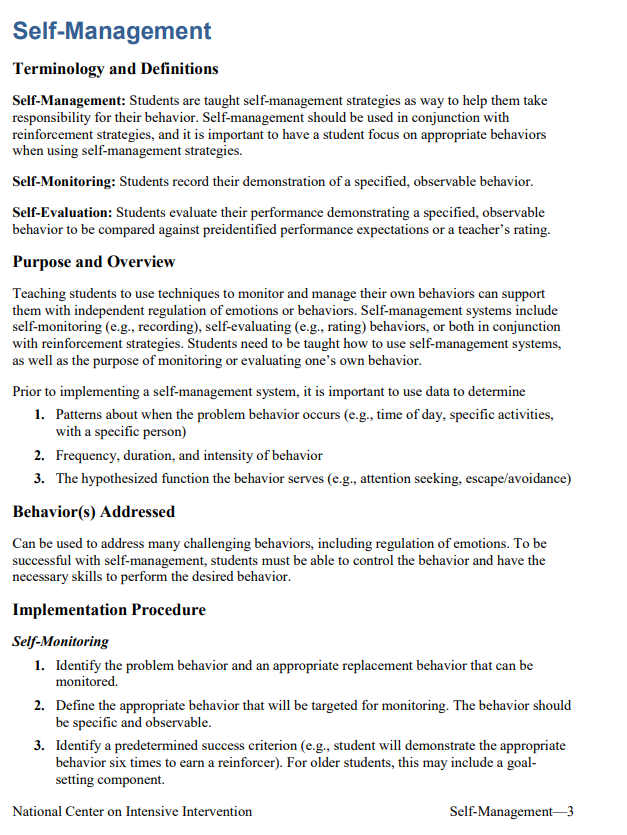 Self-Management
Terminology and Definitions
Self-Management: Students are taught self-management strategies as way to help them take
responsibility for their behavior. Self-management should be used in conjunction with
reinforcement strategies, and it is important to have a student focus on appropriate behaviors
when using self-management strategies.
Self-Monitoring: Students record their demonstration of a specified, observable behavior.
Self-Evaluation: Students evaluate their performance demonstrating a specified, observable
behavior to be compared against preidentified performance expectations or a teacher's rating.
Purpose and Overview
Teaching students to use techniques to monitor and manage their own behaviors can support
them with independent regulation of emotions or behaviors. Self-management systems include
self-monitoring (e.g., recording), self-evaluating (e.g., rating) behaviors, or both in conjunction
with reinforcement strategies. Students need to be taught how to use self-management systems,
as well as the purpose of monitoring or evaluating one's own behavior.
Prior to implementing a self-management system, it is important to use data to determine
1. Patterns about when the problem behavior occurs (e.g., time of day, specific activities,
with a specific person)
2. Frequency, duration, and intensity of behavior
3. The hypothesized function the behavior serves (e.g., attention seeking, escape/avoidance)
Behavior(s) Addressed
Can be used to address many challenging behaviors, including regulation of emotions. To be
successful with self-management, students must be able to control the behavior and have the
necessary skills to perform the desired behavior.
Implementation Procedure
Self-Monitoring
1. Identify the problem behavior and an appropriate replacement behavior that can be
monitored.
2. Define the appropriate behavior that will be targeted for monitoring. The behavior should
be specific and observable.
3. Identify a predetermined success criterion (e.g., student will demonstrate the appropriate
behavior six times to earn a reinforcer). For older students, this may include a goal-
setting component.
National Center on Intensive Intervention Self-Management—3